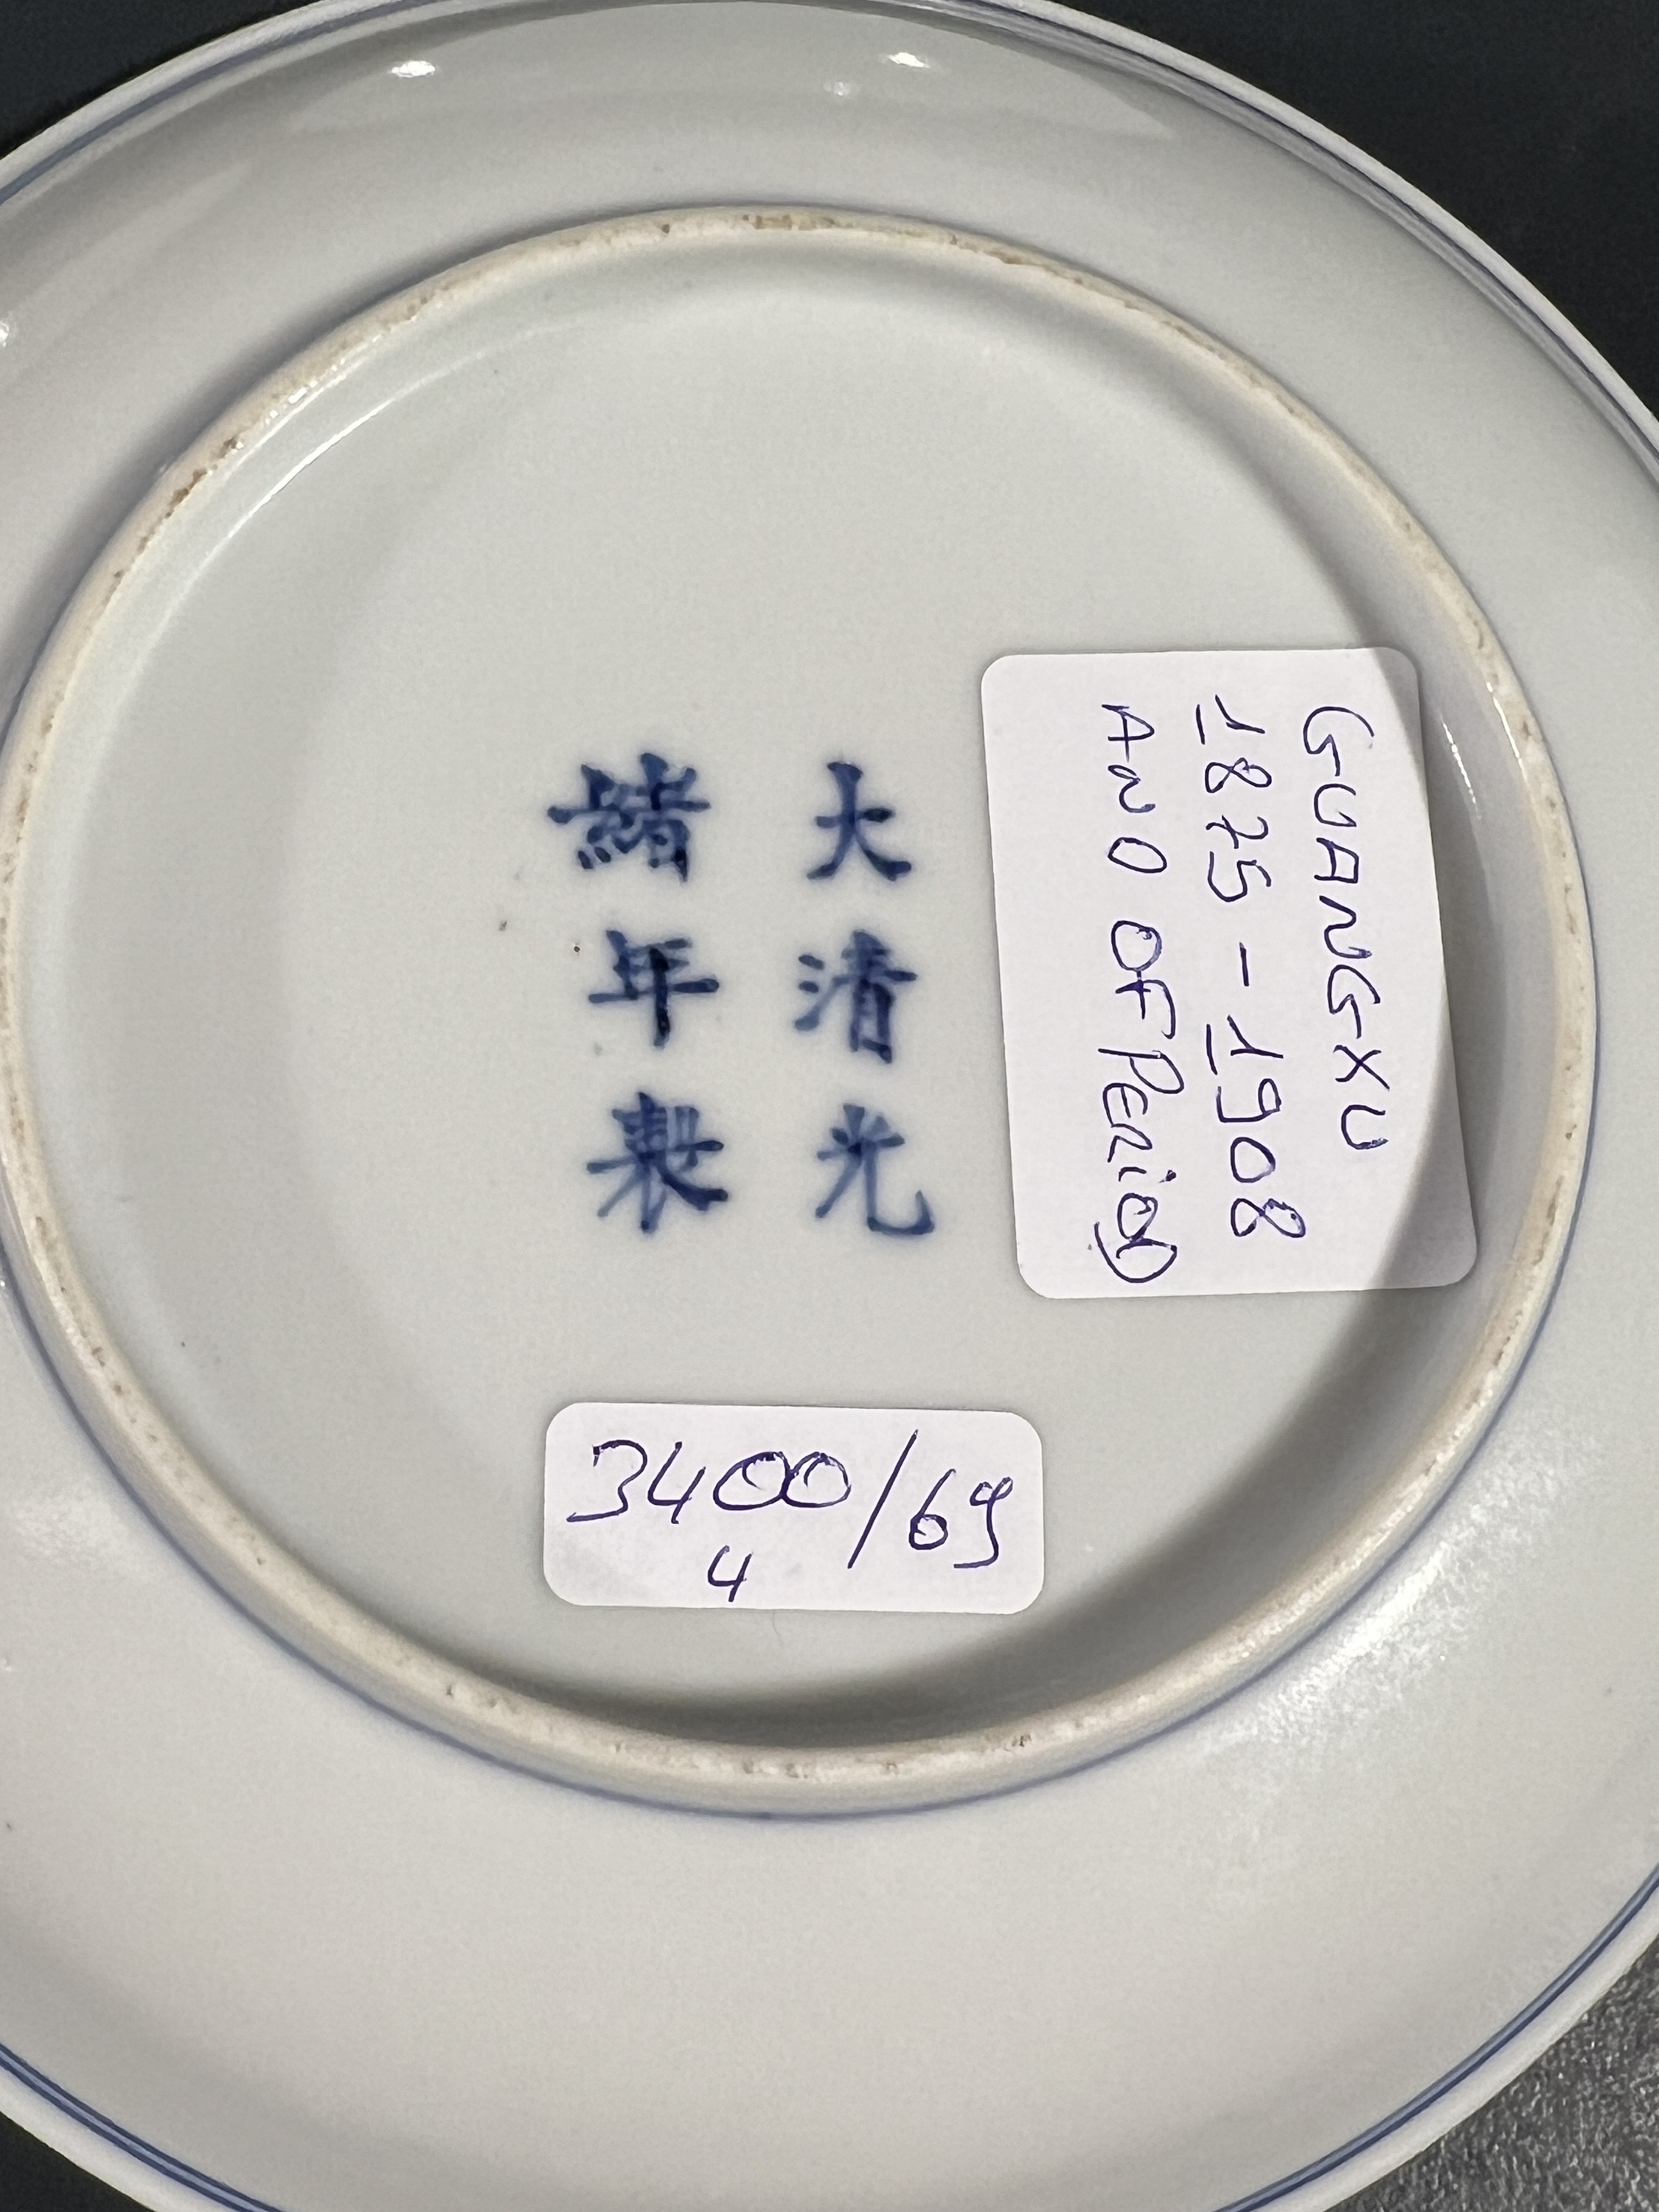 大清光
緒年製
GUANGXU
1875 - 1908
AND OF PERIOD
3400/69
4